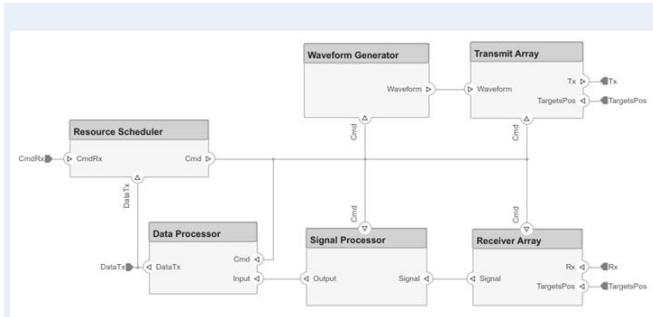 Waveform Generator
Waveform
Cmd
Transmit Array
Waveform
Tx
Tx
TargetsPos
TargetsPos
Cmd
Resource Scheduler
CmdRx
CmdRx
Cmd
DataTx
Data Processor
DataTx
DataTx
Cmd
Input
Cmd
Signal Processor
Output
Signal
Cmd
Receiver Array
Signal
Rx
Rx
TargetsPos
TargetsPos